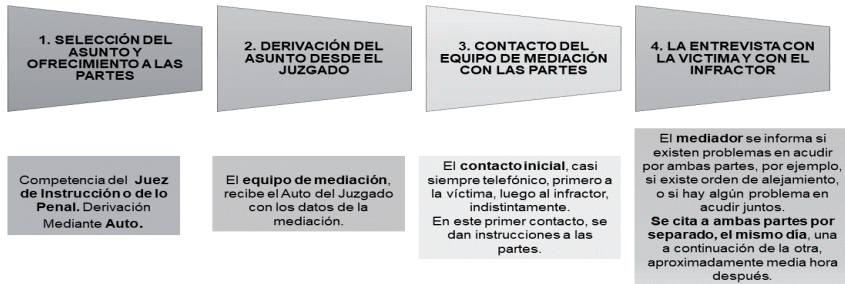 1. SELECCIÓN DEL
ASUNTO Y
OFRECIMIENTO A LAS
PARTES
2. DERIVACIÓN DEL
ASUNTO DESDE EL
JUZGADO
3. CONTACTO DEL
EQUIPO DE MEDIACIÓN
CON LAS PARTES
4. LA ENTREVISTA CON
LA VICTIMA Y CON EL
INFRACTOR
Competencia del Juez
de Instrucción o de lo
Penal. Derivación
Mediante Auto.
El equipo de mediación,
recibe el Auto del Juzgado
con los datos de la
mediación.
El contacto inicial, casi
siempre telefónico, primero a
la víctima, luego al infractor,
indistintamente.
En este primer contacto, se
dan instrucciones a las
partes.
El mediador se informa si
existen problemas en acudir
por ambas partes, por ejemplo,
si existe orden de alejamiento,
o si hay algún problema en
acudir juntos.
Se cita a ambas partes por
separado, el mismo día, una
a continuación de la otra,
aproximadamente media hora
después.